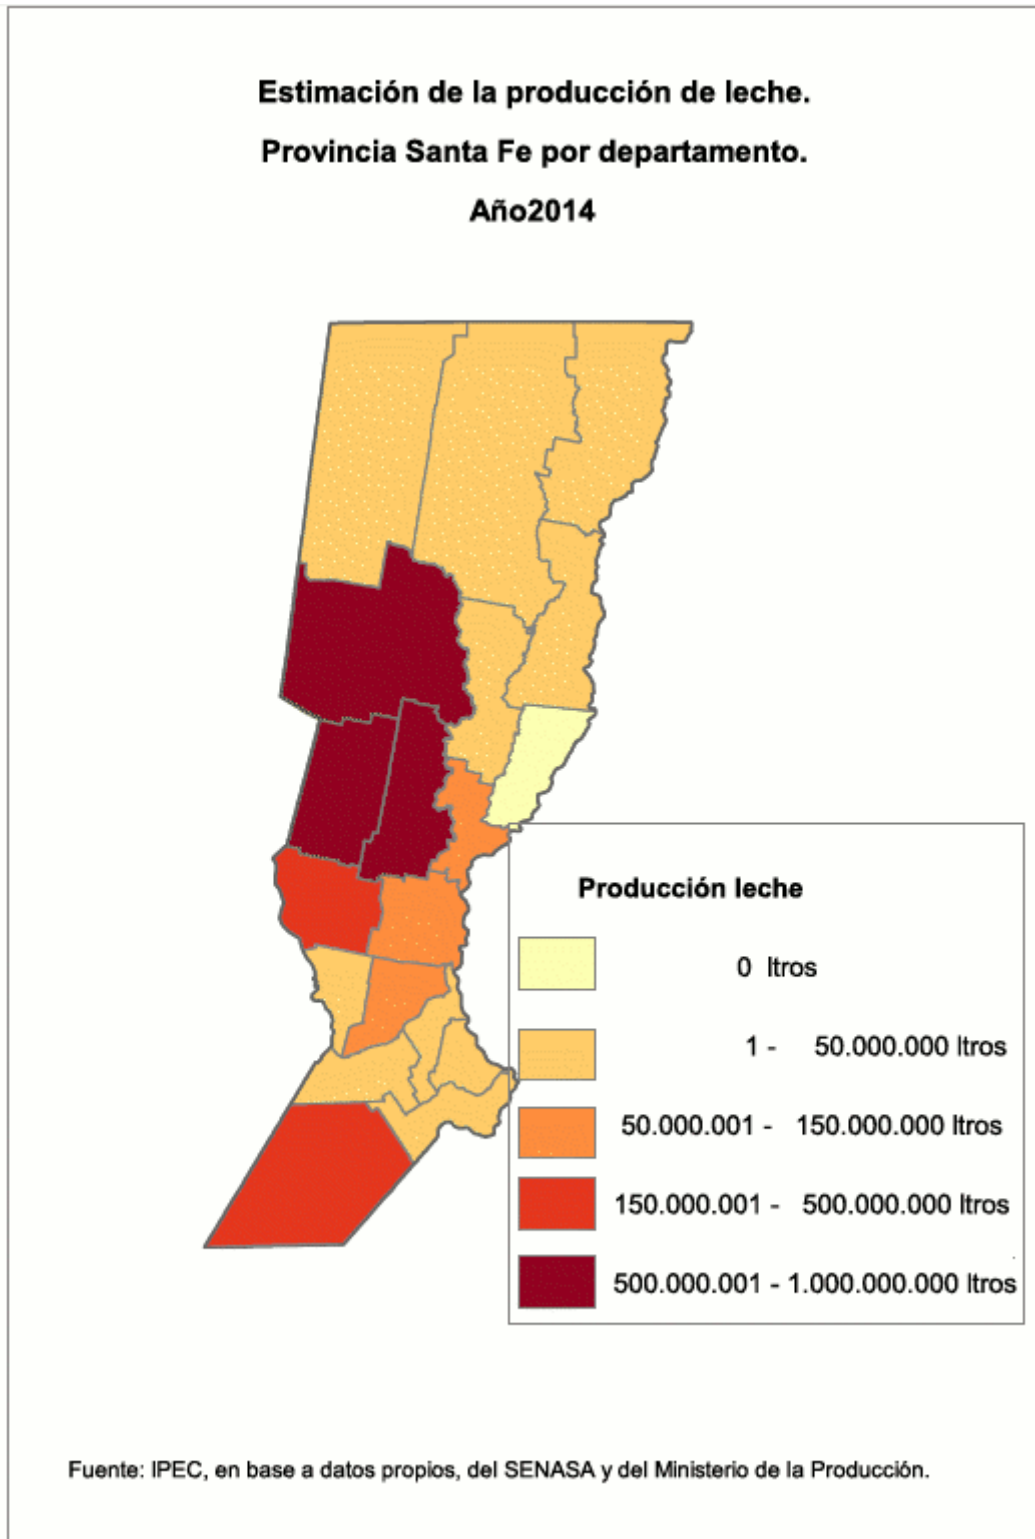 Estimación de la producción de leche.
Provincia Santa Fe por departamento.
Año2014
Producción leche
0 ltros
1 - 50.000.000 ltros
50.000.001 - 150.000.000 ltros
150.000.001 - 500.000.000 ltros
500.000.001 - 1.000.000.000 ltros
Fuente: IPEC, en base a datos propios, del SENASA y del Ministerio de la Producción.